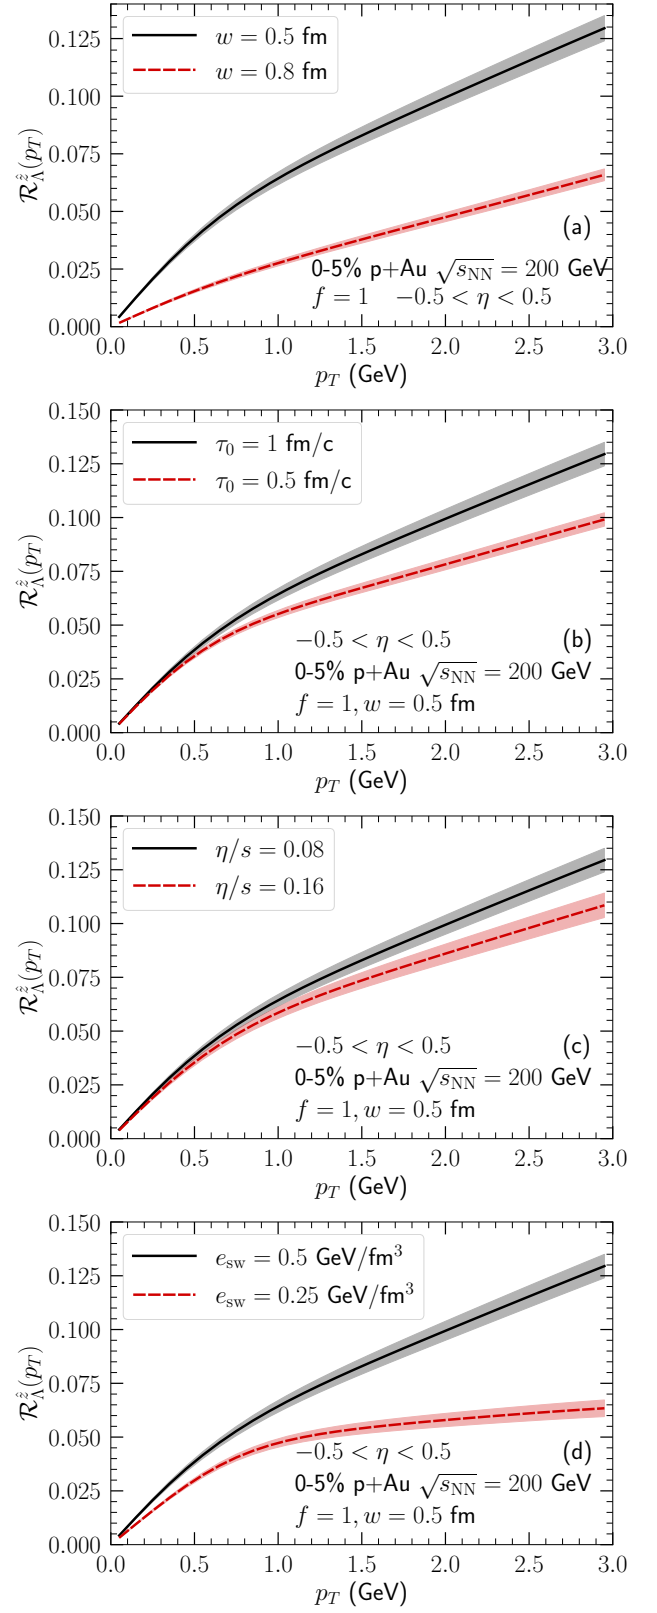 0.125
0.100
0.075
0.050
0.025
0.000
ℛ_Λ^ẑ(p_T)
w = 0.5 fm
w = 0.8 fm
(a)
0-5% p+Au √s_NN = 200 GeV
f = 1 −0.5 < η < 0.5
0.0 0.5 1.0 1.5 2.0 2.5 3.0
p_T (GeV)
0.150
0.125
0.100
0.075
0.050
0.025
0.000
ℛ_Λ^ẑ(p_T)
τ_0 = 1 fm/c
τ_0 = 0.5 fm/c
−0.5 < η < 0.5 (b)
0-5% p+Au √s_NN = 200 GeV
f = 1, w = 0.5 fm
0.0 0.5 1.0 1.5 2.0 2.5 3.0
p_T (GeV)
0.150
0.125
0.100
0.075
0.050
0.025
0.000
ℛ_Λ^ẑ(p_T)
η/s = 0.08
η/s = 0.16
−0.5 < η < 0.5 (c)
0-5% p+Au √s_NN = 200 GeV
f = 1, w = 0.5 fm
0.0 0.5 1.0 1.5 2.0 2.5 3.0
p_T (GeV)
0.150
0.125
0.100
0.075
0.050
0.025
0.000
ℛ_Λ^ẑ(p_T)
e_sw = 0.5 GeV/fm³
e_sw = 0.25 GeV/fm³
−0.5 < η < 0.5 (d)
0-5% p+Au √s_NN = 200 GeV
f = 1, w = 0.5 fm
0.0 0.5 1.0 1.5 2.0 2.5 3.0
p_T (GeV)